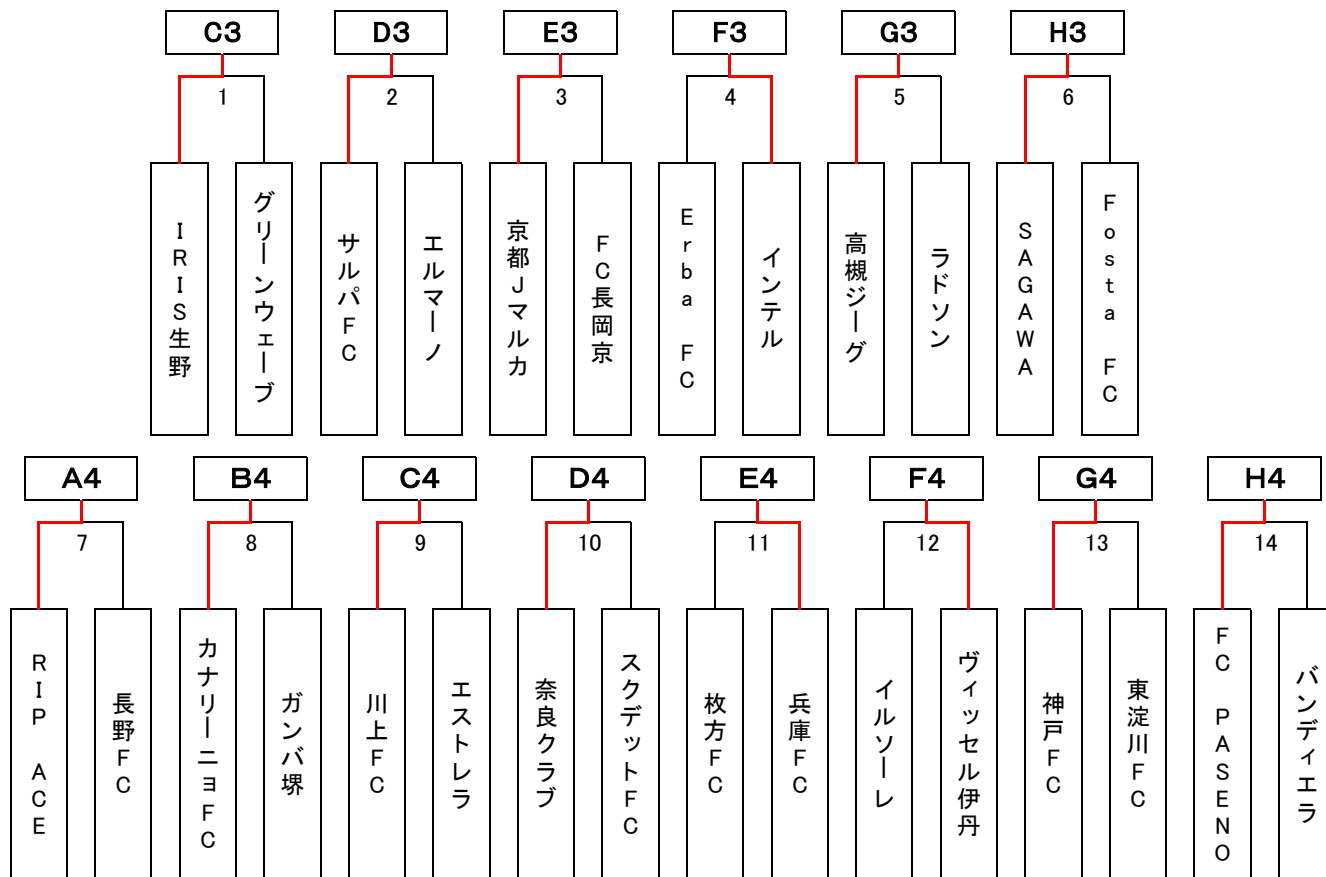 C3
D3
E3
F3
G3
H3
1
2
3
4
5
6
IRIS生野
グリーンウェーブ
サルパFC
エルマーノ
京都Jマルカ
FC長岡京
Erba FC
インテル
高槻ジーグ
ラドソン
SAGAWA
Fosta FC
A4
B4
C4
D4
E4
F4
G4
H4
7
8
9
10
11
12
13
14
RIP ACE
長野FC
カナリーニョFC
ガンバ堺
川上FC
エストレラ
奈良クラブ
スクデットFC
枚方FC
兵庫FC
イルソーレ
ヴィッセル伊丹
神戸FC
東淀川FC
FC PASENO
バンディエラ